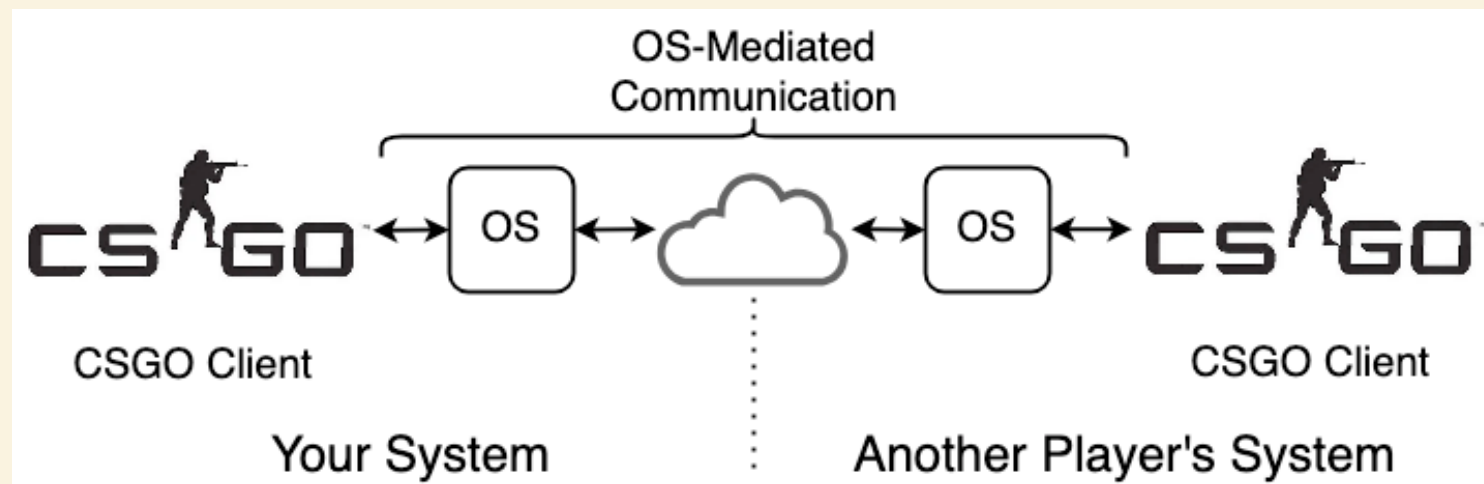 OS-Mediated
Communication
CS GO
OS
OS
CS GO
CSGO Client
CSGO Client
Your System
Another Player's System